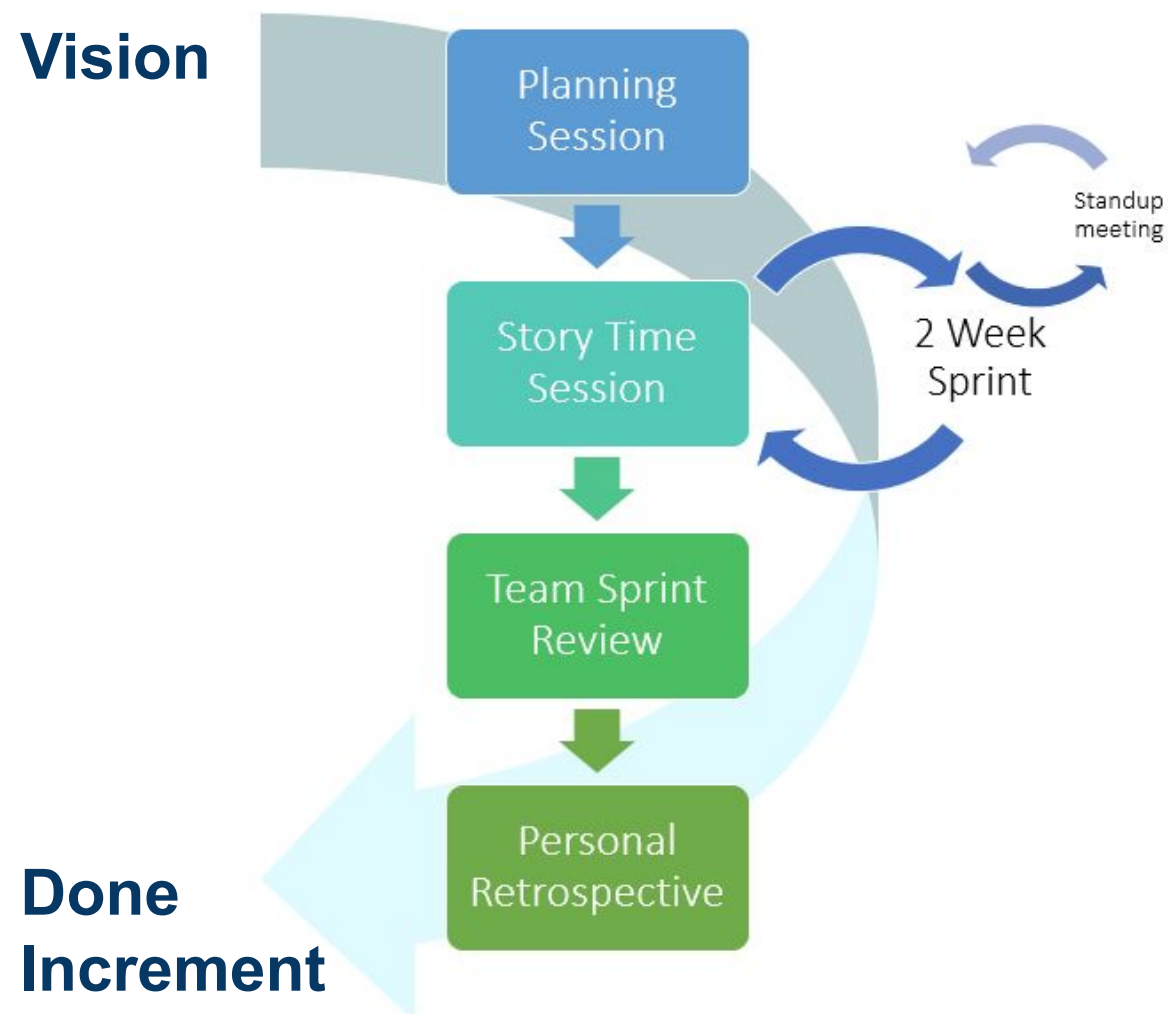 Vision
Planning
Session
Standup
meeting
Story Time
Session
2 Week
Sprint
Team Sprint
Review
Personal
Retrospective
Done
Increment